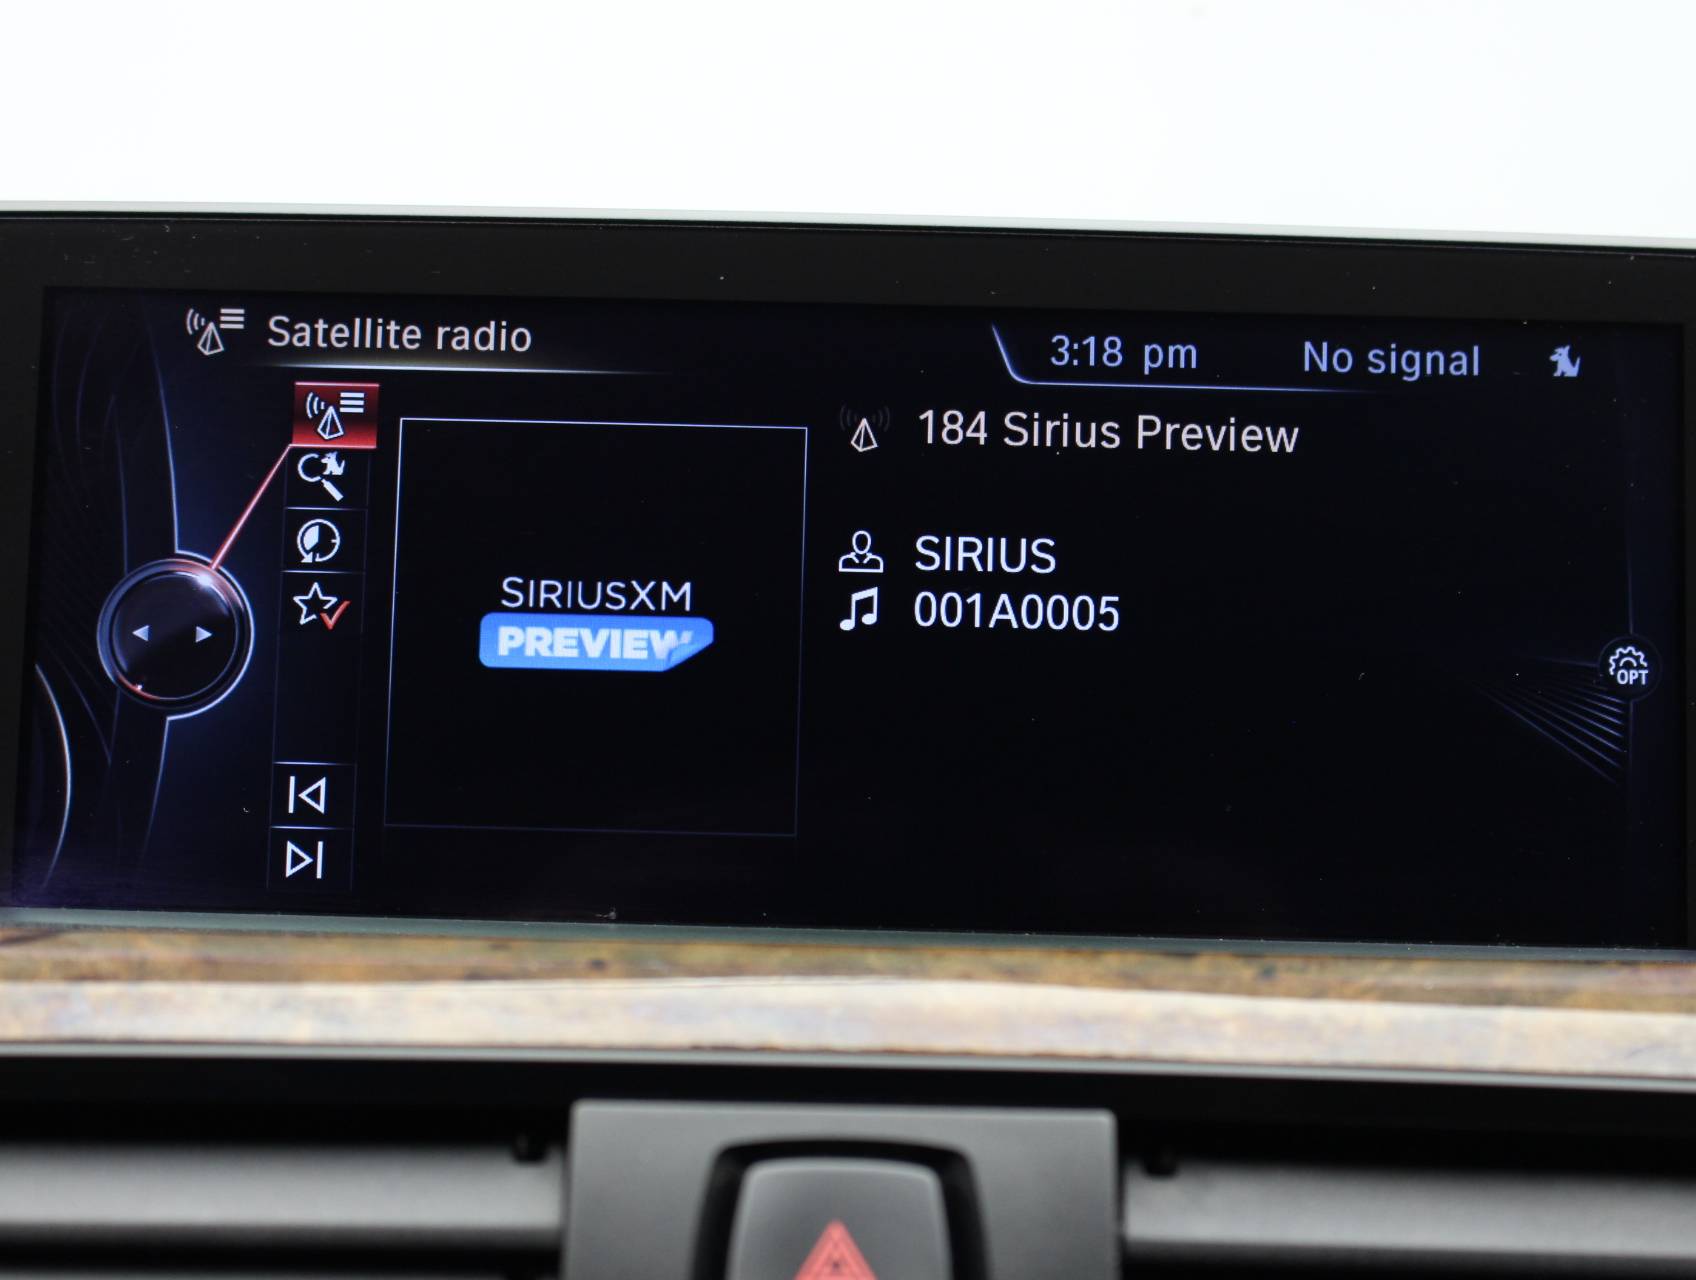 Satellite radio
3:18 pm
No signal
184 Sirius Preview
SIRIUS
001A0005
SIRIUSXM
PREVIEW
OPT